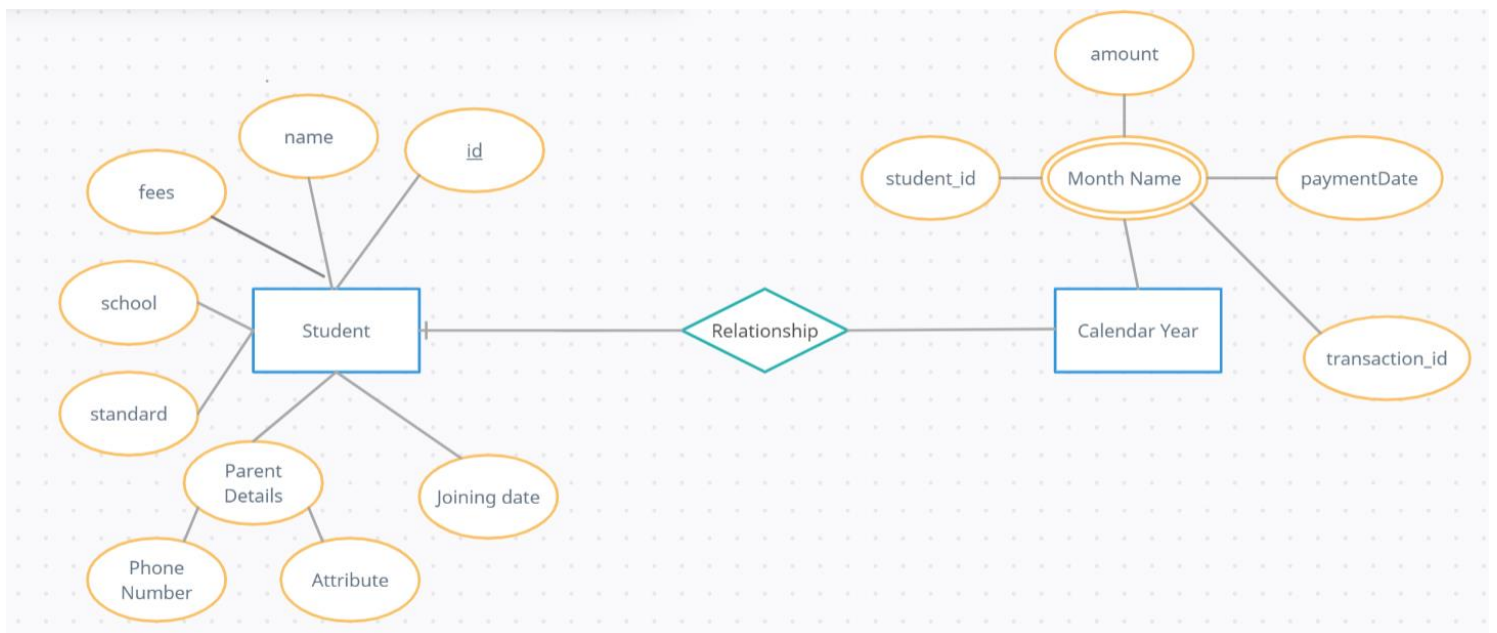 amount
name
id
fees
student_id
Month Name
paymentDate
school
Student
Relationship
Calendar Year
transaction_id
standard
Parent
Details
Joining date
Phone
Number
Attribute